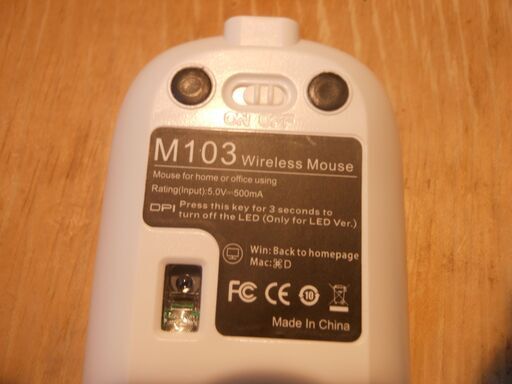 ON OFF
M103 Wireless Mouse
Mouse for home or office using
Rating(Input):5.0V⎓500mA
DPI Press this key for 3 seconds to
turn off the LED (Only for LED Ver.)
Win: Back to homepage
Mac:⌘D
FC CE 10
Made In China